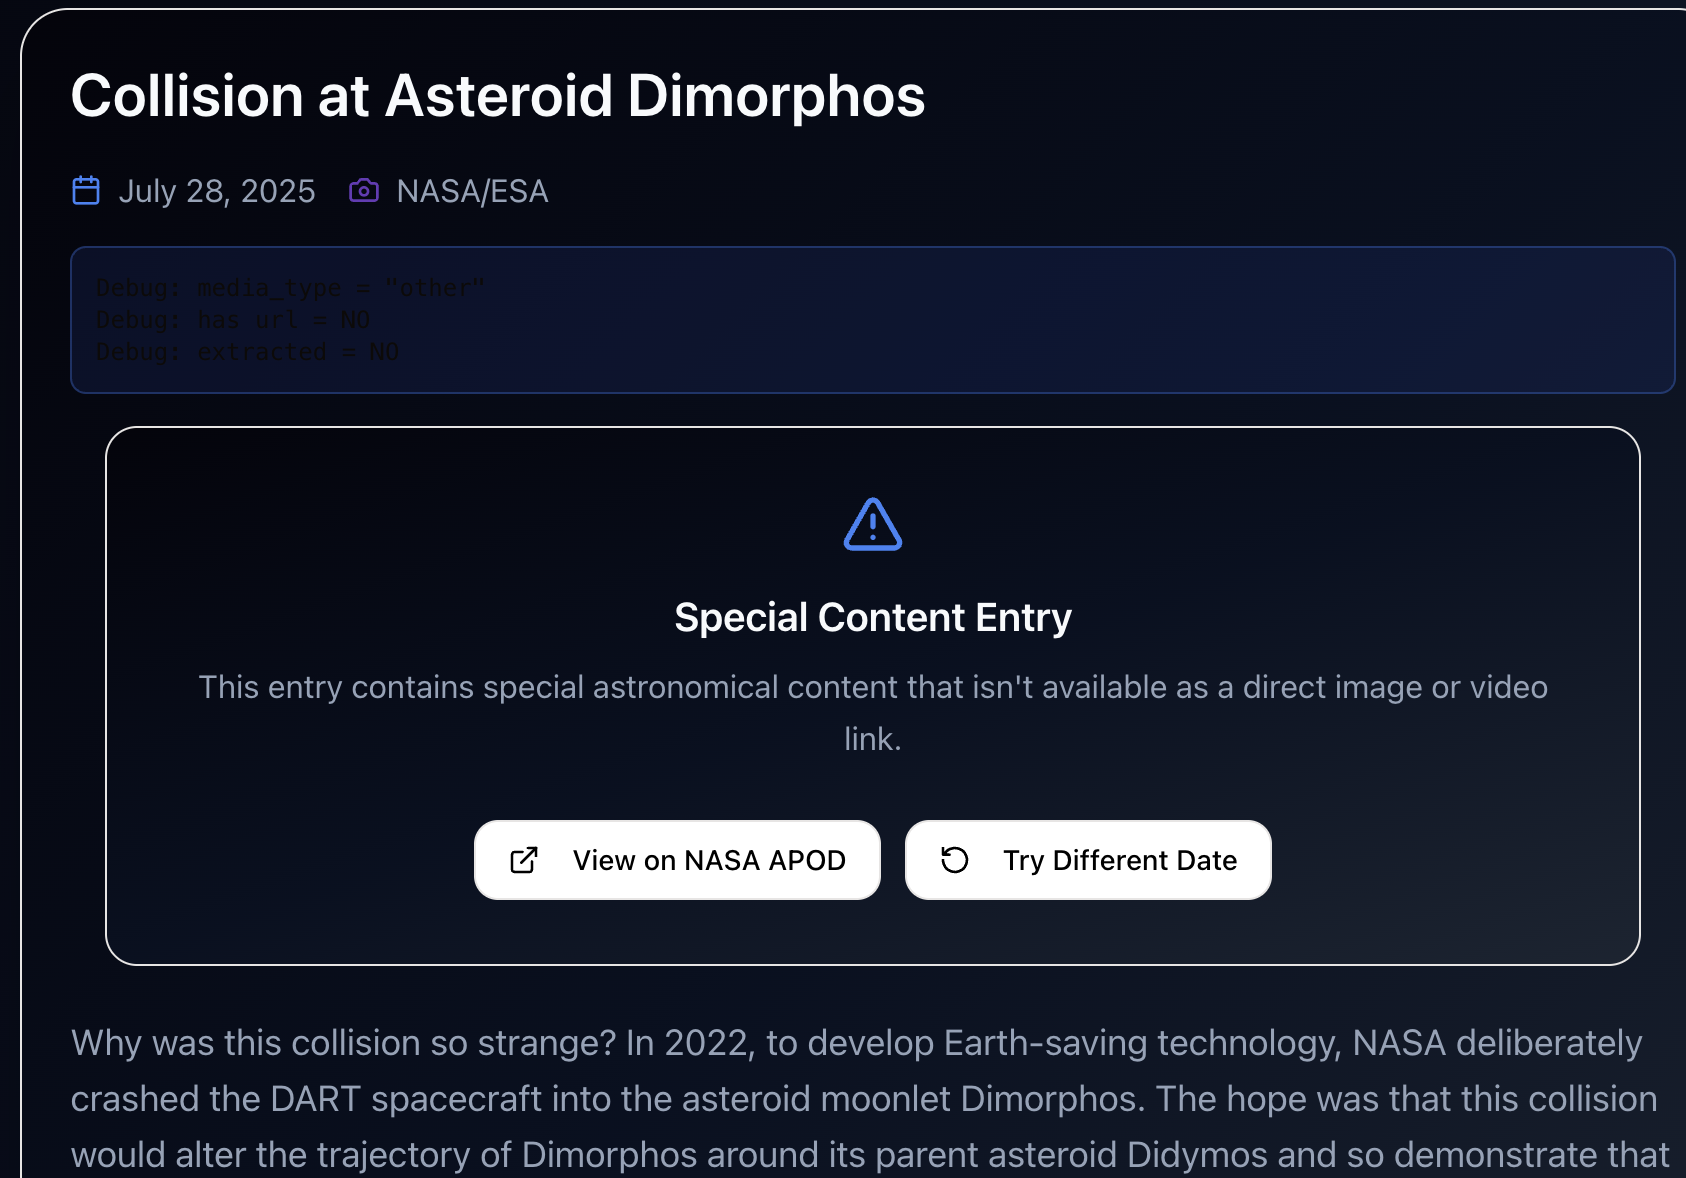 Collision at Asteroid Dimorphos
July 28, 2025 NASA/ESA
Debug: media_type = "other"
Debug: has url = NO
Debug: extracted = NO
Special Content Entry
This entry contains special astronomical content that isn't available as a direct image or video
link.
View on NASA APOD Try Different Date
Why was this collision so strange? In 2022, to develop Earth-saving technology, NASA deliberately
crashed the DART spacecraft into the asteroid moonlet Dimorphos. The hope was that this collision
would alter the trajectory of Dimorphos around its parent asteroid Didymos and so demonstrate that